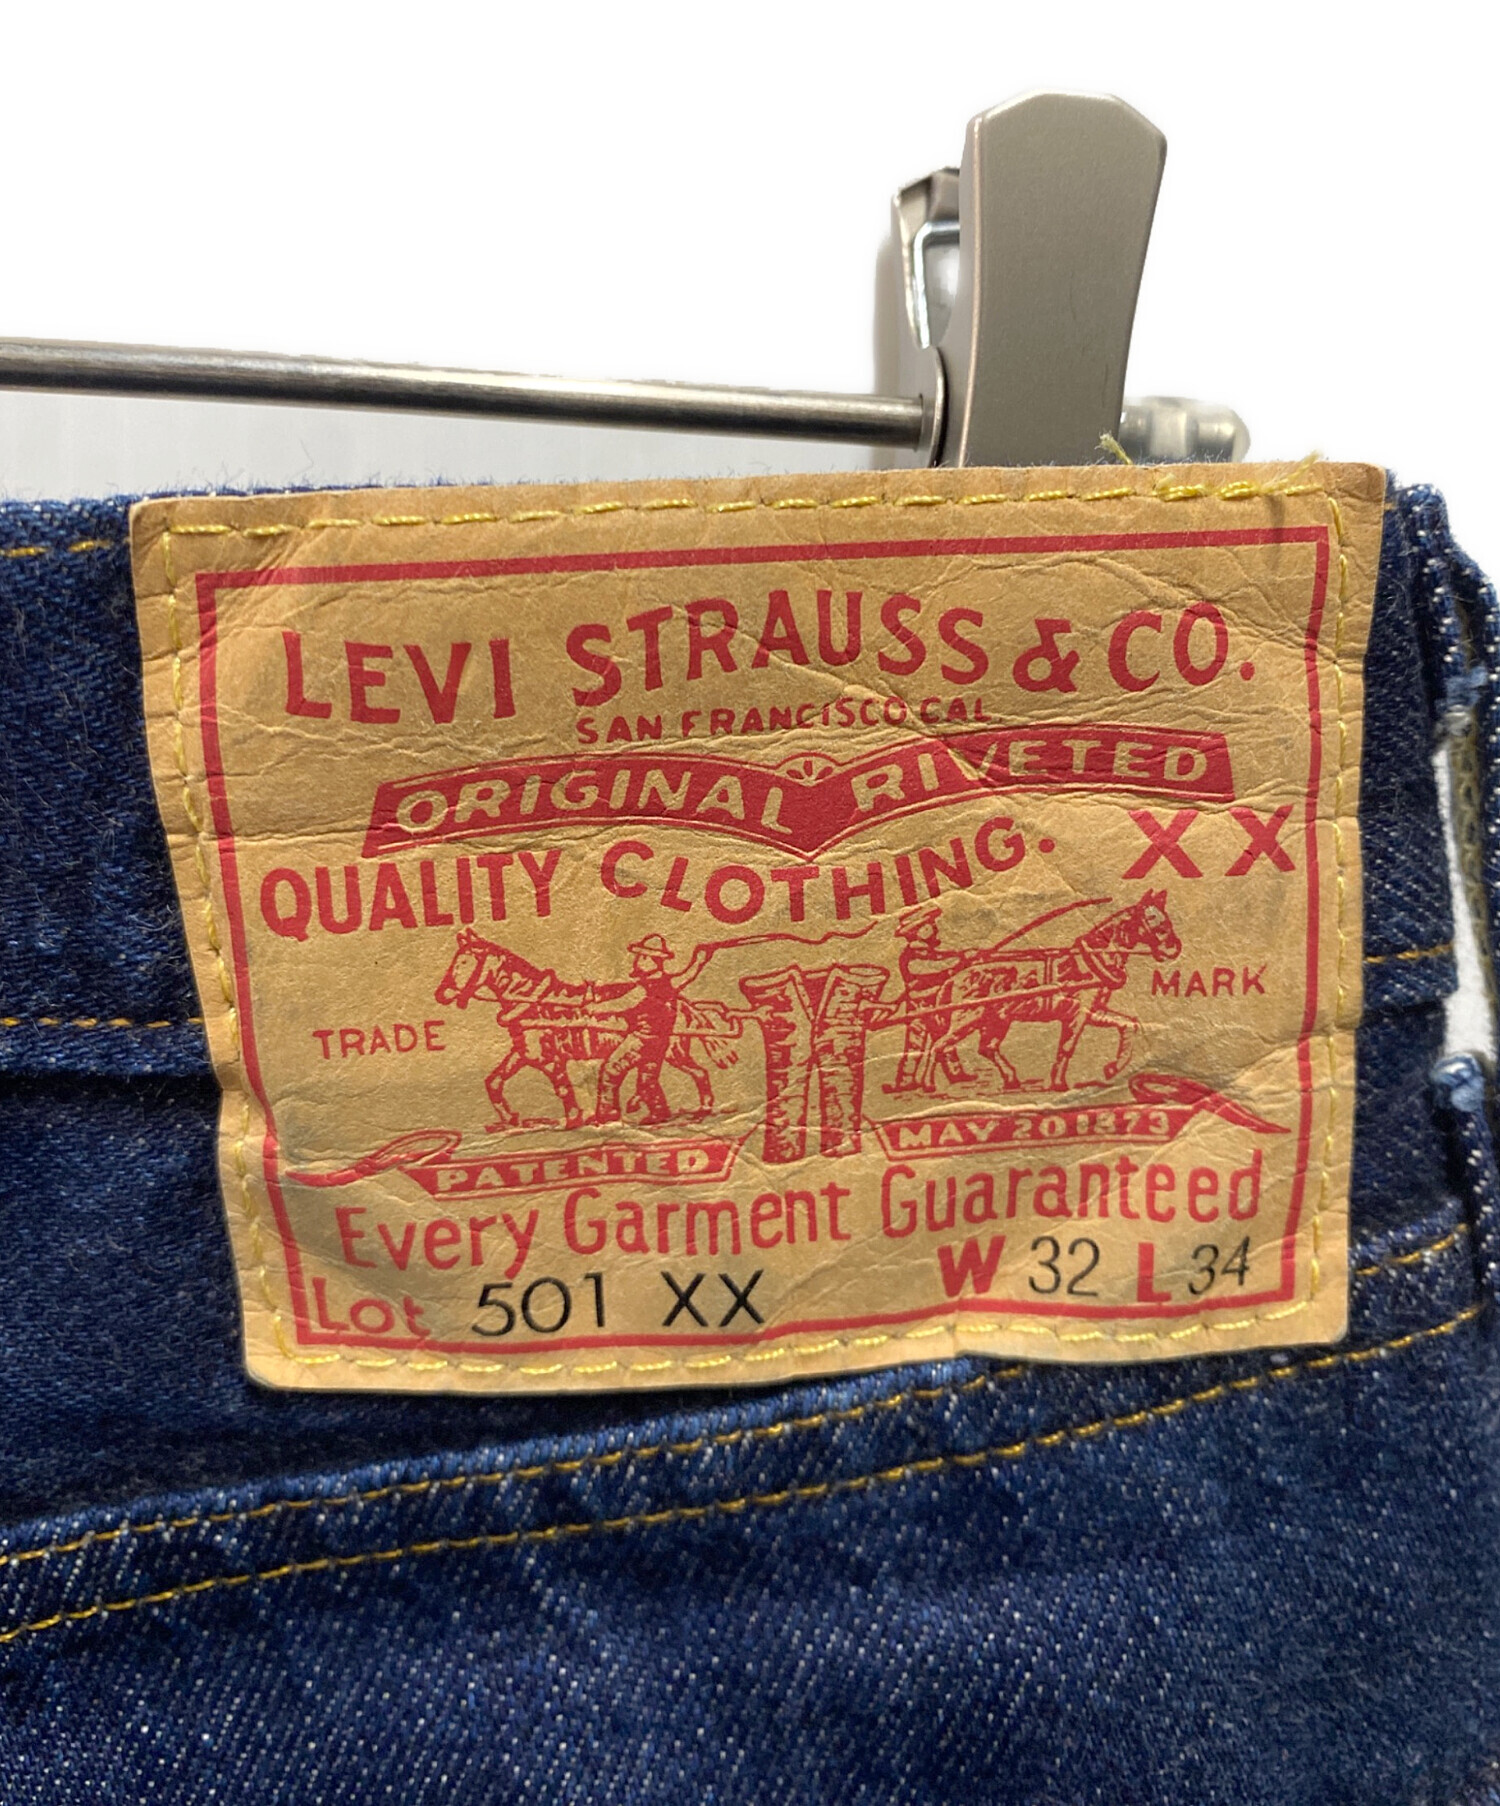 LEVI STRAUSS & CO.
SAN FRANCISCO CAL.
ORIGINAL RIVETED
QUALITY CLOTHING. XX
TRADE MARK
PATENTED MAY 20 1873
Every Garment Guaranteed
Lot 501 XX W 32 L 34